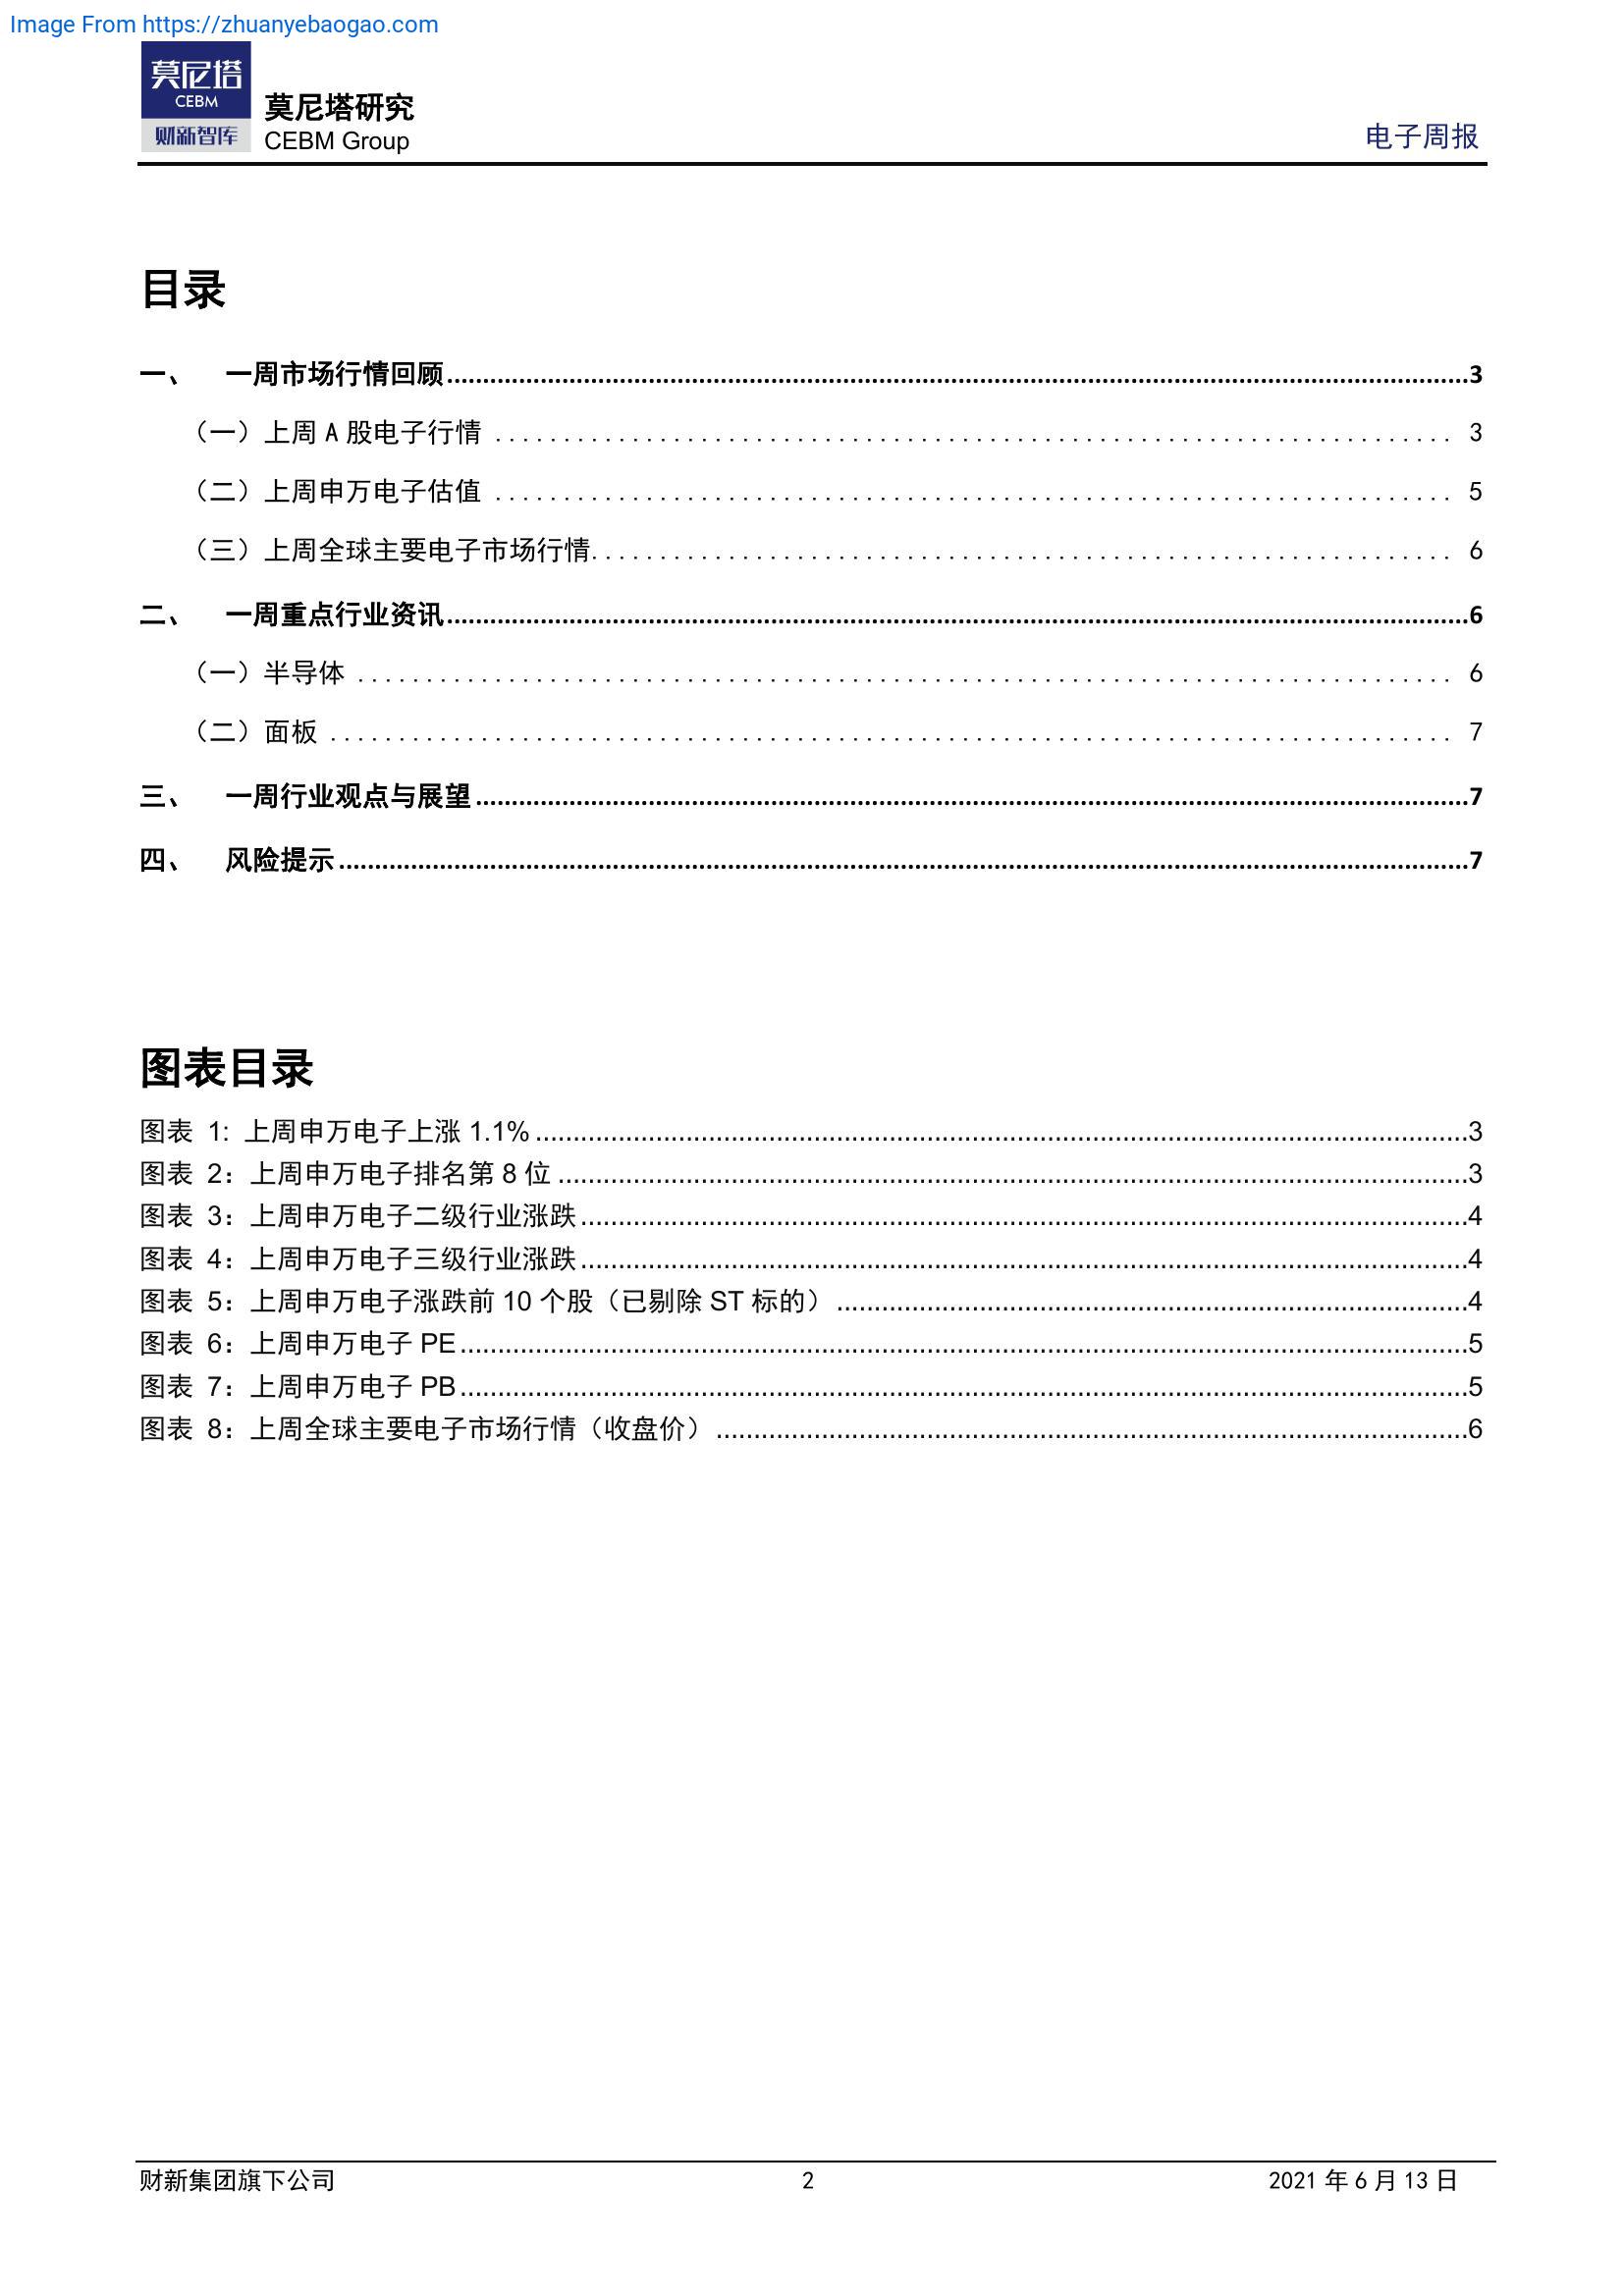 Image From https://zhuanyebaogao.com
莫尼塔
CEBM
财新智库
莫尼塔研究
CEBM Group
电子周报
目录
一、 一周市场行情回顾 3
（一）上周 A 股电子行情 3
（二）上周申万电子估值 5
（三）上周全球主要电子市场行情 6
二、 一周重点行业资讯 6
（一）半导体 6
（二）面板 7
三、 一周行业观点与展望 7
四、 风险提示 7
图表目录
图表 1: 上周申万电子上涨 1.1% 3
图表 2：上周申万电子排名第 8 位 3
图表 3：上周申万电子二级行业涨跌 4
图表 4：上周申万电子三级行业涨跌 4
图表 5：上周申万电子涨跌前 10 个股（已剔除 ST 标的） 4
图表 6：上周申万电子 PE 5
图表 7：上周申万电子 PB 5
图表 8：上周全球主要电子市场行情（收盘价） 6
财新集团旗下公司
2
2021 年 6 月 13 日